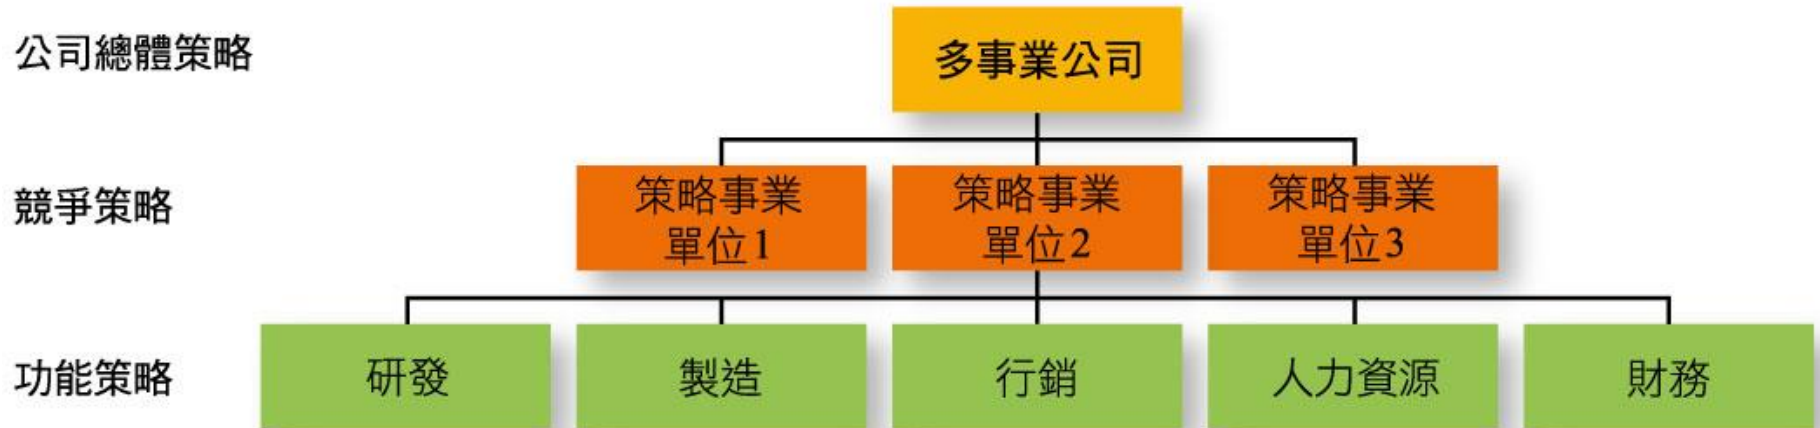 公司總體策略
多事業公司
競爭策略
策略事業
單位1
策略事業
單位2
策略事業
單位3
功能策略
研發
製造
行銷
人力資源
財務